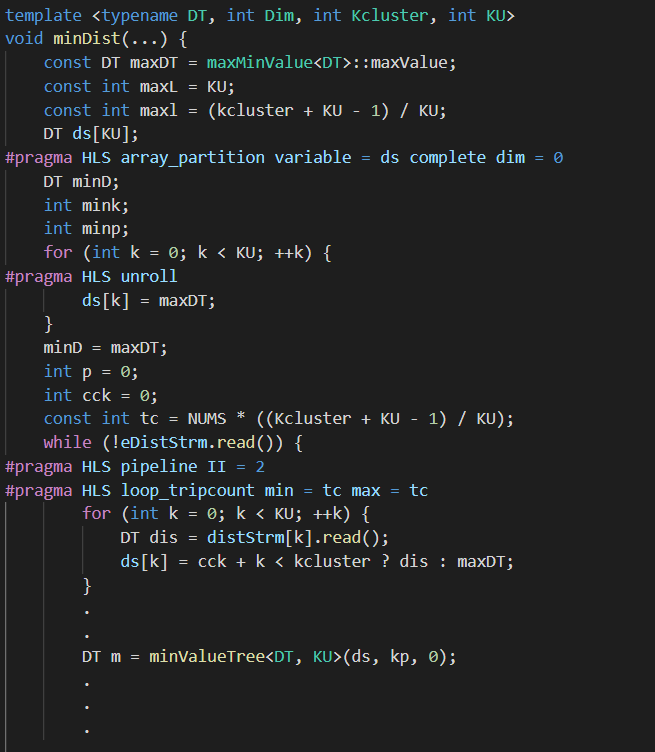 template <typename DT, int Dim, int Kcluster, int KU>
void minDist(...) {
    const DT maxDT = maxMinValue<DT>::maxValue;
    const int maxL = KU;
    const int maxl = (kcluster + KU - 1) / KU;
    DT ds[KU];
#pragma HLS array_partition variable = ds complete dim = 0
    DT minD;
    int mink;
    int minp;
    for (int k = 0; k < KU; ++k) {
#pragma HLS unroll
        ds[k] = maxDT;
    }
    minD = maxDT;
    int p = 0;
    int cck = 0;
    const int tc = NUMS * ((Kcluster + KU - 1) / KU);
    while (!eDistStrm.read()) {
#pragma HLS pipeline II = 2
#pragma HLS loop_tripcount min = tc max = tc
        for (int k = 0; k < KU; ++k) {
            DT dis = distStrm[k].read();
            ds[k] = cck + k < kcluster ? dis : maxDT;
        }
        .
        .
        DT m = minValueTree<DT, KU>(ds, kp, 0);
        .
        .
        .